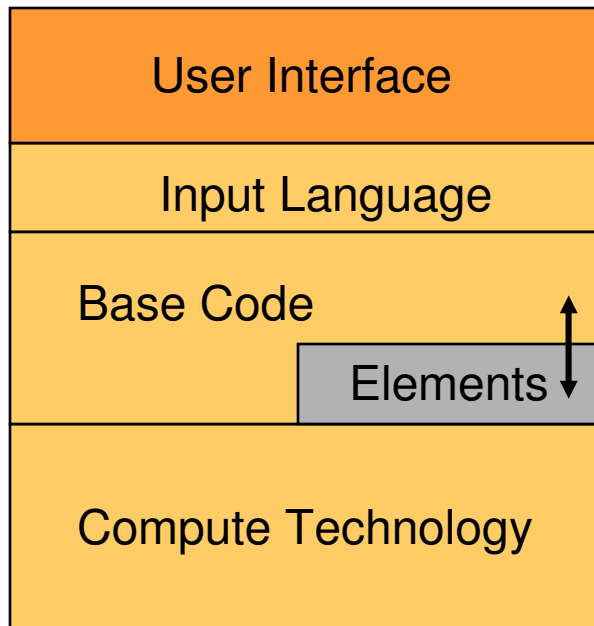 User Interface
Input Language
Base Code
Elements
Compute Technology